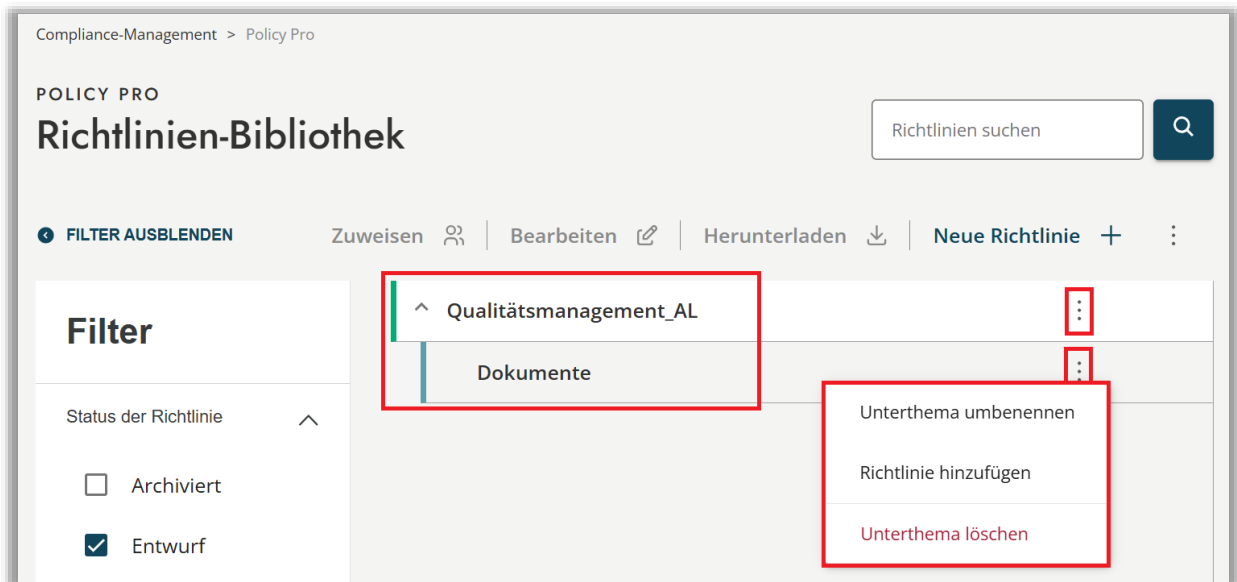 Compliance-Management > Policy Pro
POLICY PRO
Richtlinien-Bibliothek
Richtlinien suchen
FILTER AUSBLENDEN
Zuweisen
Bearbeiten
Herunterladen
Neue Richtlinie +
Filter
Qualitätsmanagement_AL
Dokumente
Status der Richtlinie
Unterthema umbenennen
Richtlinie hinzufügen
Unterthema löschen
Archiviert
Entwurf